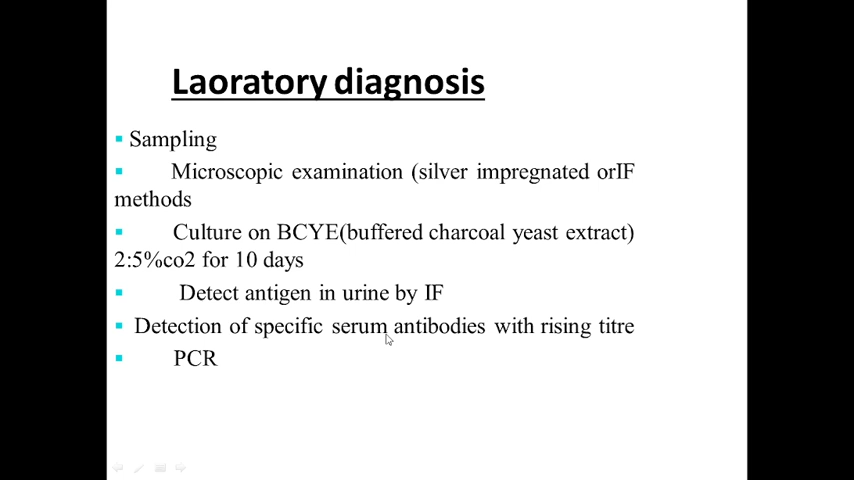 Laoratory diagnosis
▪ Sampling
▪ Microscopic examination (silver impregnated orIF
methods
▪ Culture on BCYE(buffered charcoal yeast extract)
2:5%co2 for 10 days
▪ Detect antigen in urine by IF
▪ Detection of specific serum antibodies with rising titre
▪ PCR